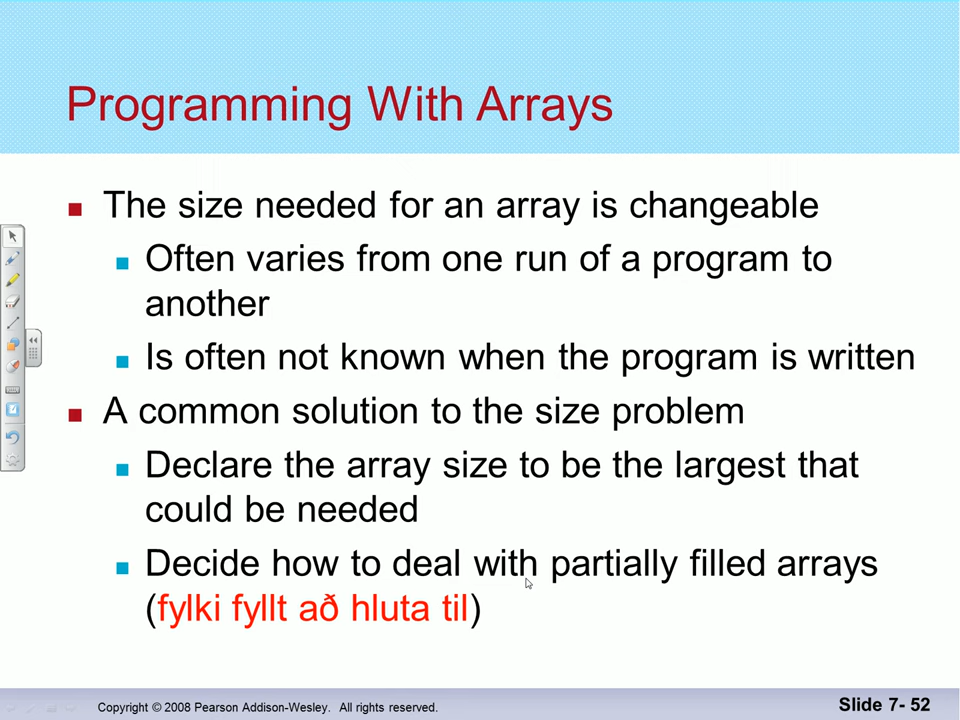 Programming With Arrays
The size needed for an array is changeable
Often varies from one run of a program to
another
Is often not known when the program is written
A common solution to the size problem
Declare the array size to be the largest that
could be needed
Decide how to deal with partially filled arrays
(fylki fyllt að hluta til)
Copyright © 2008 Pearson Addison-Wesley. All rights reserved.
Slide 7- 52